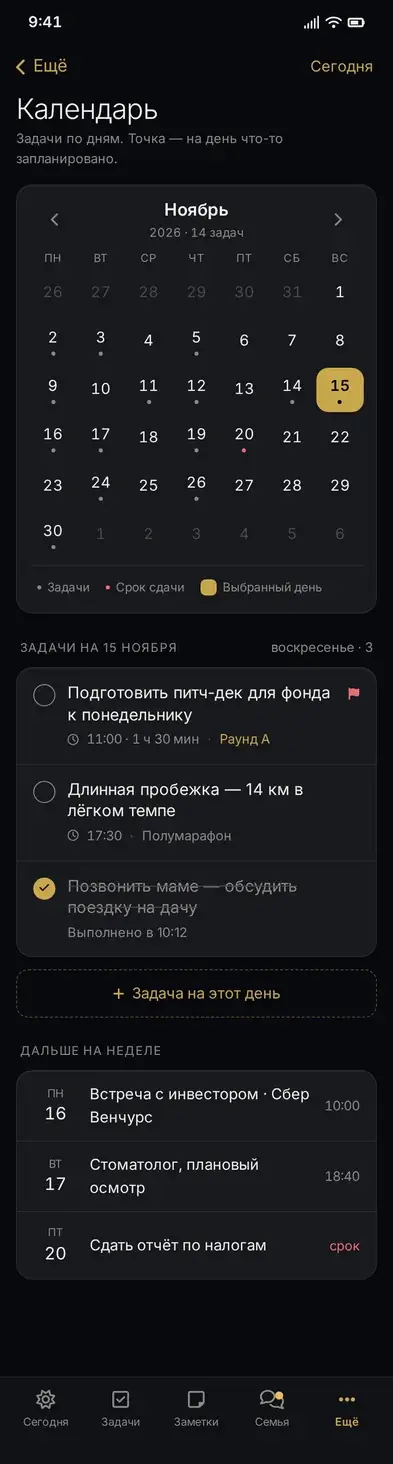 9:41
Ещё
Сегодня
Календарь
Задачи по дням. Точка — на день что-то
запланировано.
Ноябрь
2026 · 14 задач
ПН ВТ СР ЧТ ПТ СБ ВС
26 27 28 29 30 31 1
2 3 4 5 6 7 8
9 10 11 12 13 14 15
16 17 18 19 20 21 22
23 24 25 26 27 28 29
30 1 2 3 4 5 6
Задачи Срок сдачи Выбранный день
ЗАДАЧИ НА 15 НОЯБРЯ воскресенье · 3
Подготовить питч-дек для фонда
к понедельнику
11:00 · 1 ч 30 мин · Раунд А
Длинная пробежка — 14 км в
лёгком темпе
17:30 · Полумарафон
Позвонить маме — обсудить
поездку на дачу
Выполнено в 10:12
+ Задача на этот день
ДАЛЬШЕ НА НЕДЕЛЕ
ПН
16
Встреча с инвестором · Сбер
Венчурс
10:00
ВТ
17
Стоматолог, плановый
осмотр
18:40
ПТ
20
Сдать отчёт по налогам
срок
Сегодня Задачи Заметки Семья Ещё